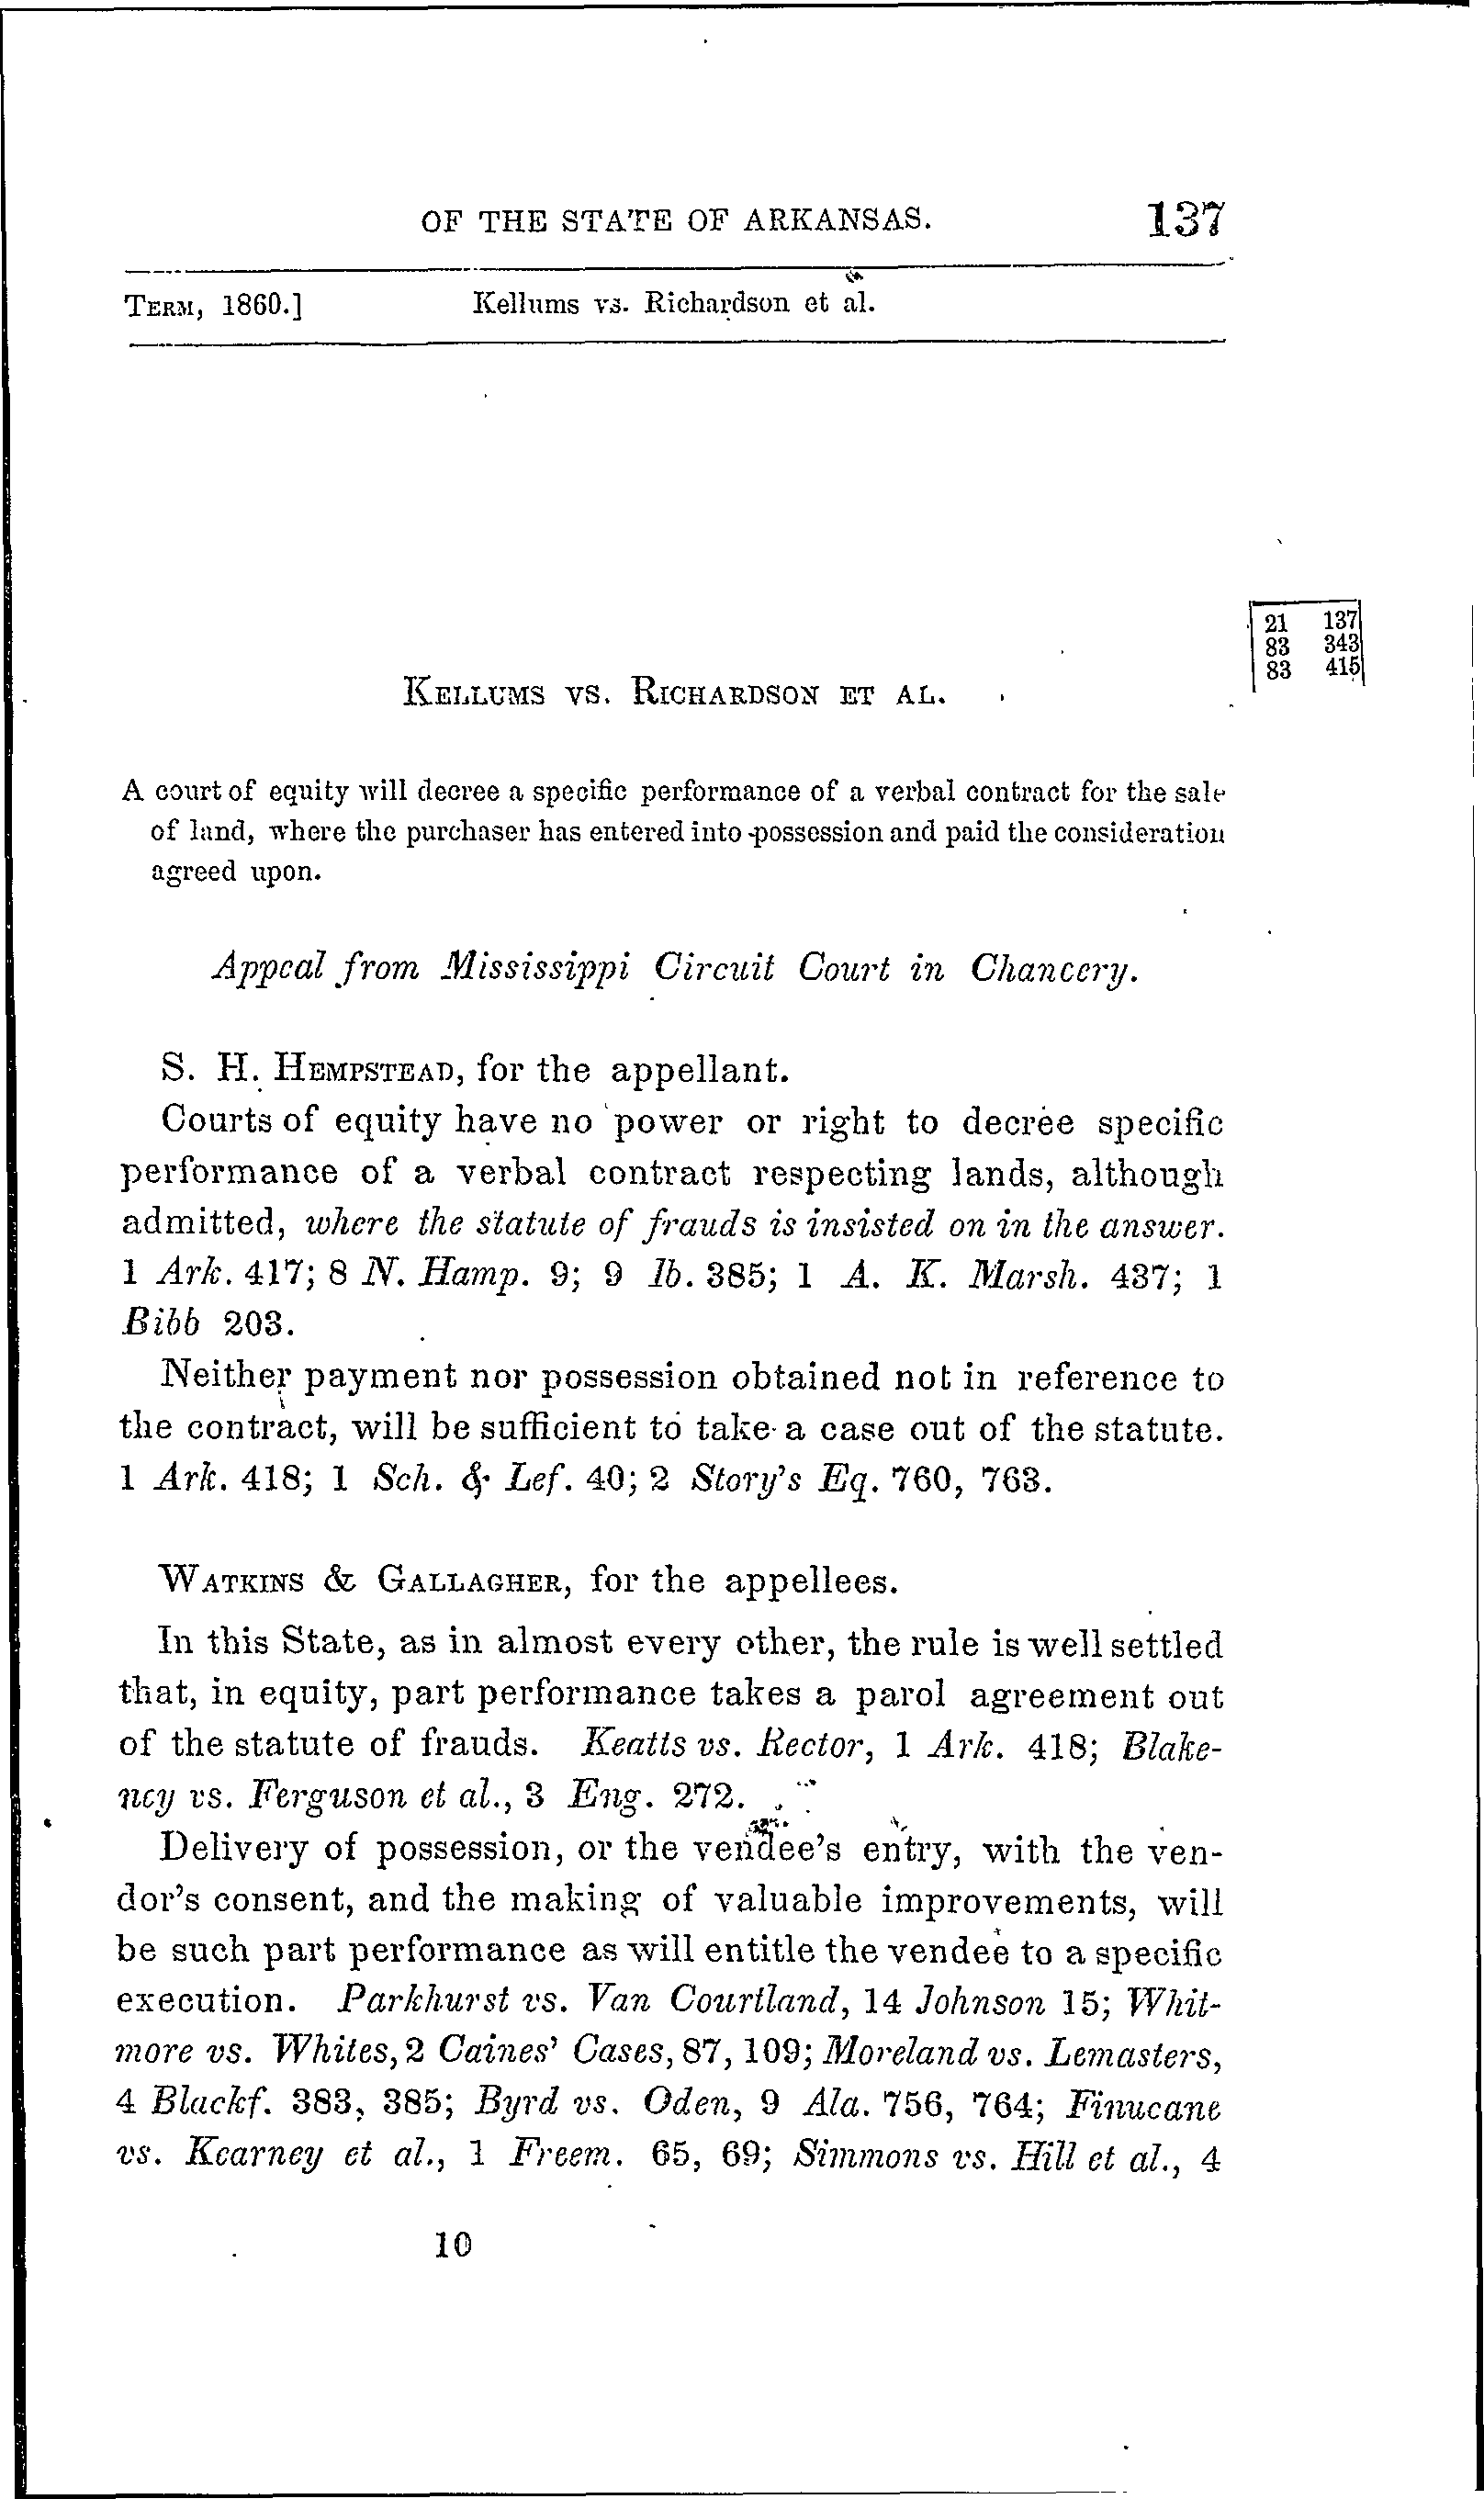 OF THE STATE OF ARKANSAS. 137
TERM, 1860.] Kellums vs. Richardson et al.
21 137
83 343
83 415
KELLUMS VS. RICHARDSON ET AL.
A court of equity will decree a specific performance of a verbal contract for the sale
of land, where the purchaser has entered into possession and paid the consideration
agreed upon.
Appeal from Mississippi Circuit Court in Chancery.
S. H. HEMPSTEAD, for the appellant.
Courts of equity have no power or right to decree specific
performance of a verbal contract respecting lands, although
admitted, where the statute of frauds is insisted on in the answer.
1 Ark. 417; 8 N. Hamp. 9; 9 Ib. 385; 1 A. K. Marsh. 437; 1
Bibb 203.
Neither payment nor possession obtained not in reference to
the contract, will be sufficient to take a case out of the statute.
1 Ark. 418; 1 Sch. & Lef. 40; 2 Story's Eq. 760, 763.
WATKINS & GALLAGHER, for the appellees.
In this State, as in almost every other, the rule is well settled
that, in equity, part performance takes a parol agreement out
of the statute of frauds. Keatts vs. Rector, 1 Ark. 418; Blake-
ney vs. Ferguson et al., 3 Eng. 272.
Delivery of possession, or the vendee's entry, with the ven-
dor's consent, and the making of valuable improvements, will
be such part performance as will entitle the vendee to a specific
execution. Parkhurst vs. Van Courtland, 14 Johnson 15; Whit-
more vs. Whites, 2 Caines' Cases, 87, 109; Moreland vs. Lemasters,
4 Blackf. 383, 385; Byrd vs. Oden, 9 Ala. 756, 764; Finucane
vs. Kearney et al., 1 Freem. 65, 69; Simmons vs. Hill et al., 4
10